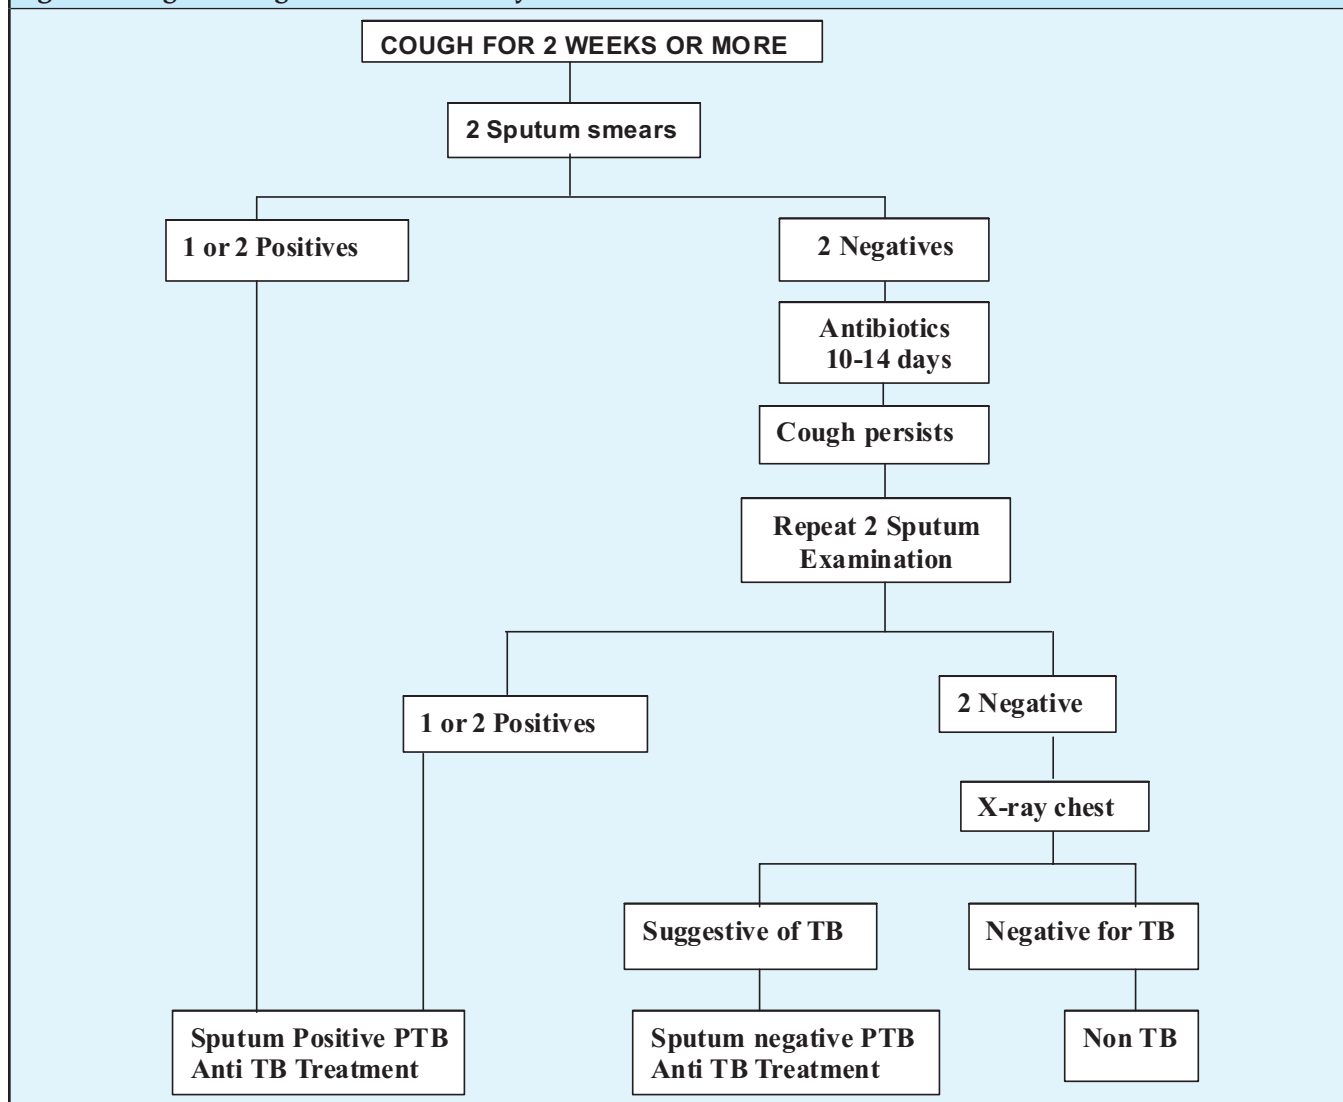 COUGH FOR 2 WEEKS OR MORE
2 Sputum smears
1 or 2 Positives
2 Negatives
Antibiotics
10-14 days
Cough persists
Repeat 2 Sputum
Examination
1 or 2 Positives
2 Negative
X-ray chest
Suggestive of TB
Negative for TB
Sputum Positive PTB
Anti TB Treatment
Sputum negative PTB
Anti TB Treatment
Non TB